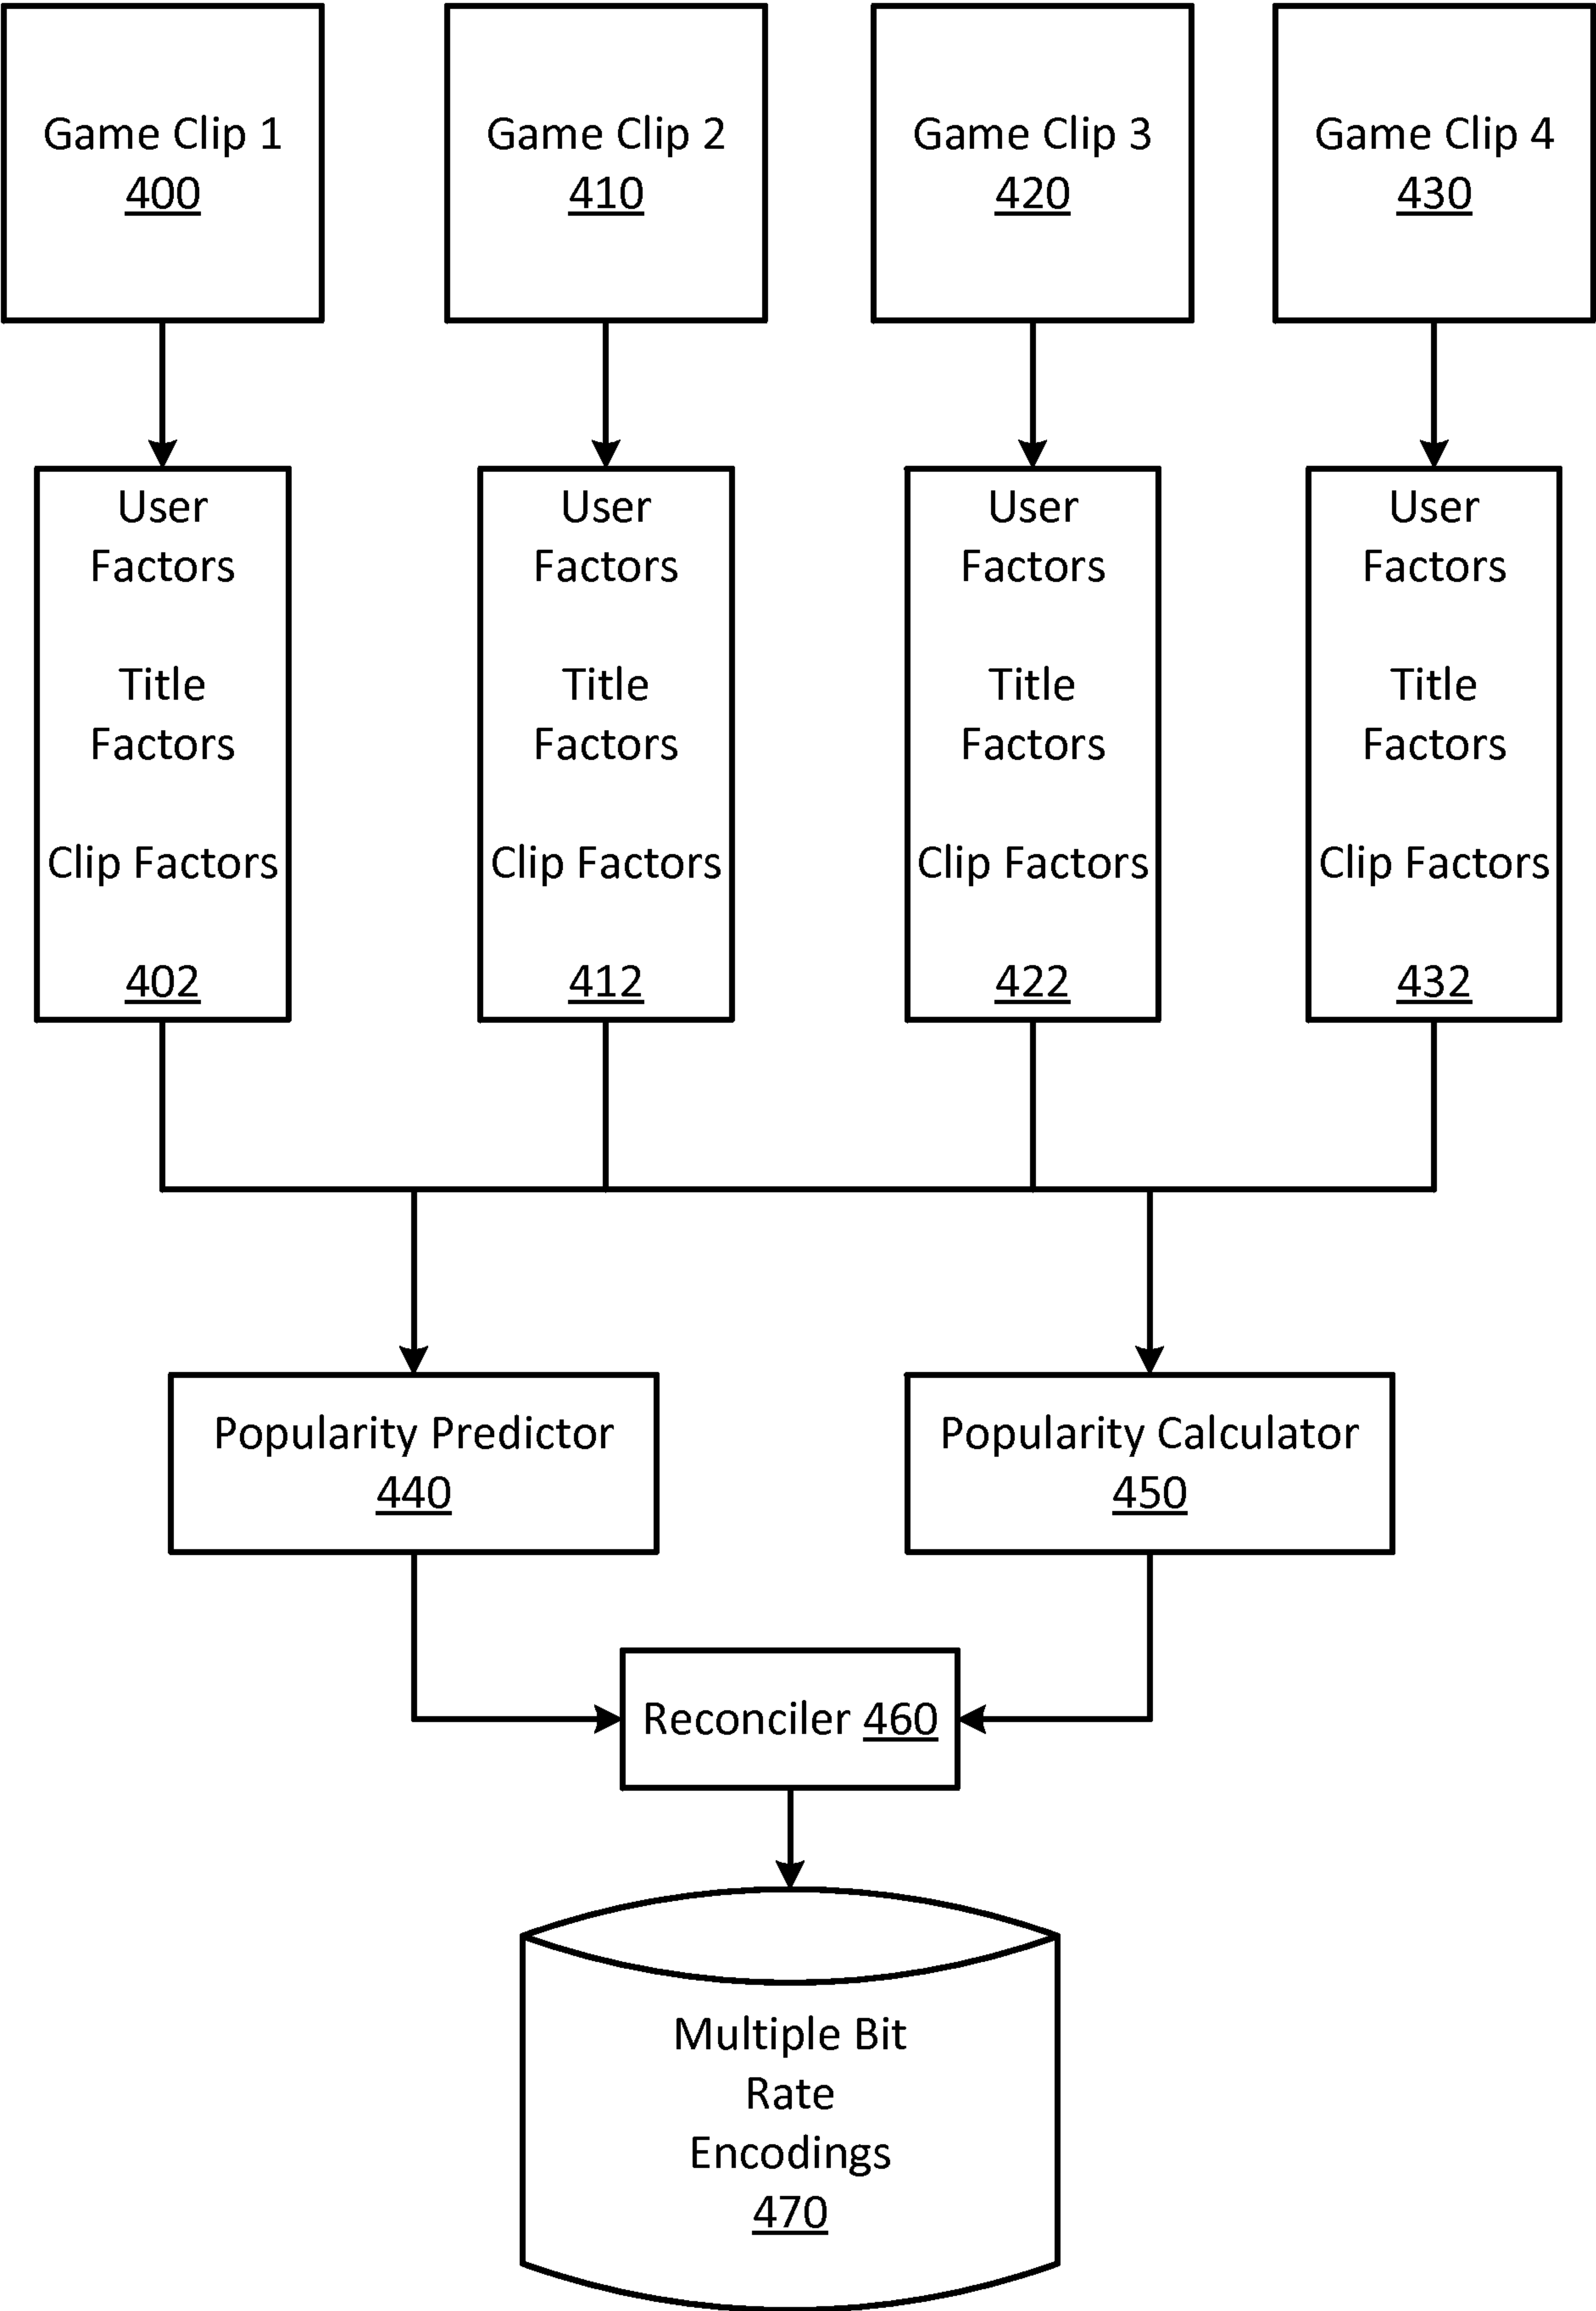 Game Clip 1
400
Game Clip 2
410
Game Clip 3
420
Game Clip 4
430
User
Factors
Title
Factors
Clip Factors
402
User
Factors
Title
Factors
Clip Factors
412
User
Factors
Title
Factors
Clip Factors
422
User
Factors
Title
Factors
Clip Factors
432
Popularity Predictor
440
Popularity Calculator
450
Reconciler 460
Multiple Bit
Rate
Encodings
470